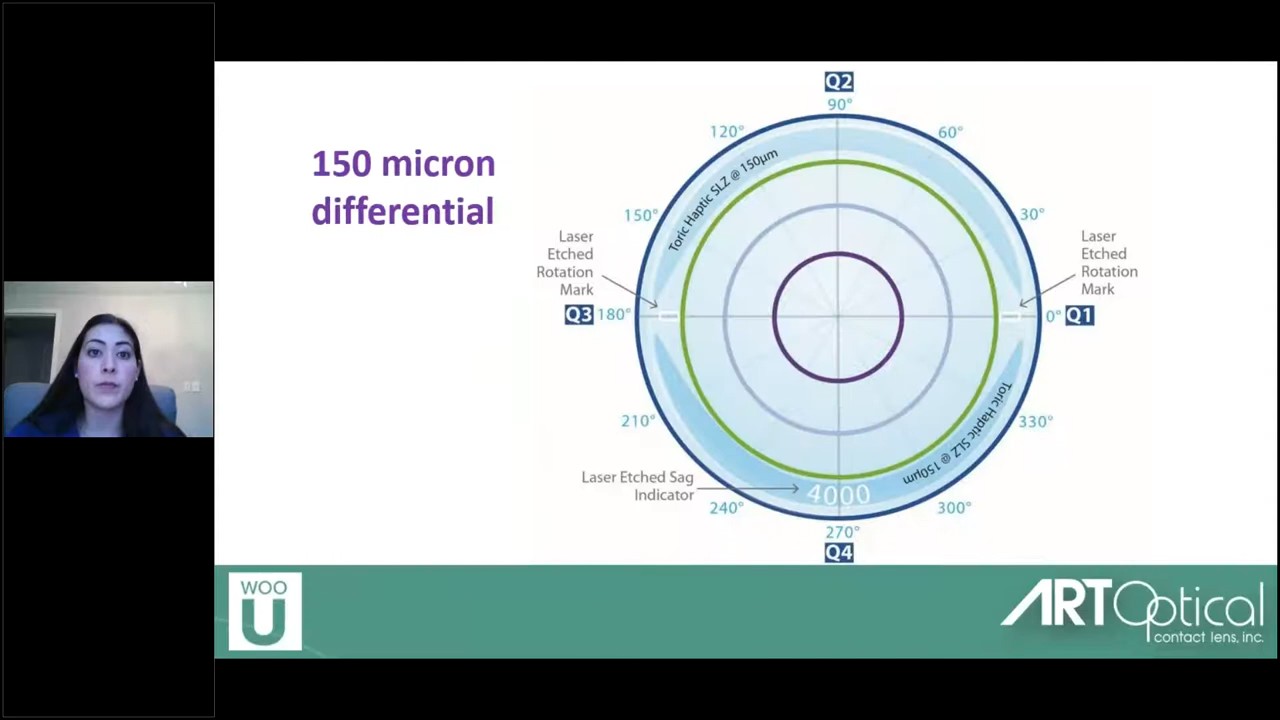 150 micron
differential
Q2
90°
120°
60°
Toric Haptic SLZ @ 150µm
150°
30°
Laser
Etched
Rotation
Mark
Laser
Etched
Rotation
Mark
Q3 180°
0° Q1
210°
330°
Toric Haptic SLZ @ 150µm
Laser Etched Sag
Indicator
4000
240°
300°
270°
Q4
WOO
U
ART Optical
contact lens, inc.